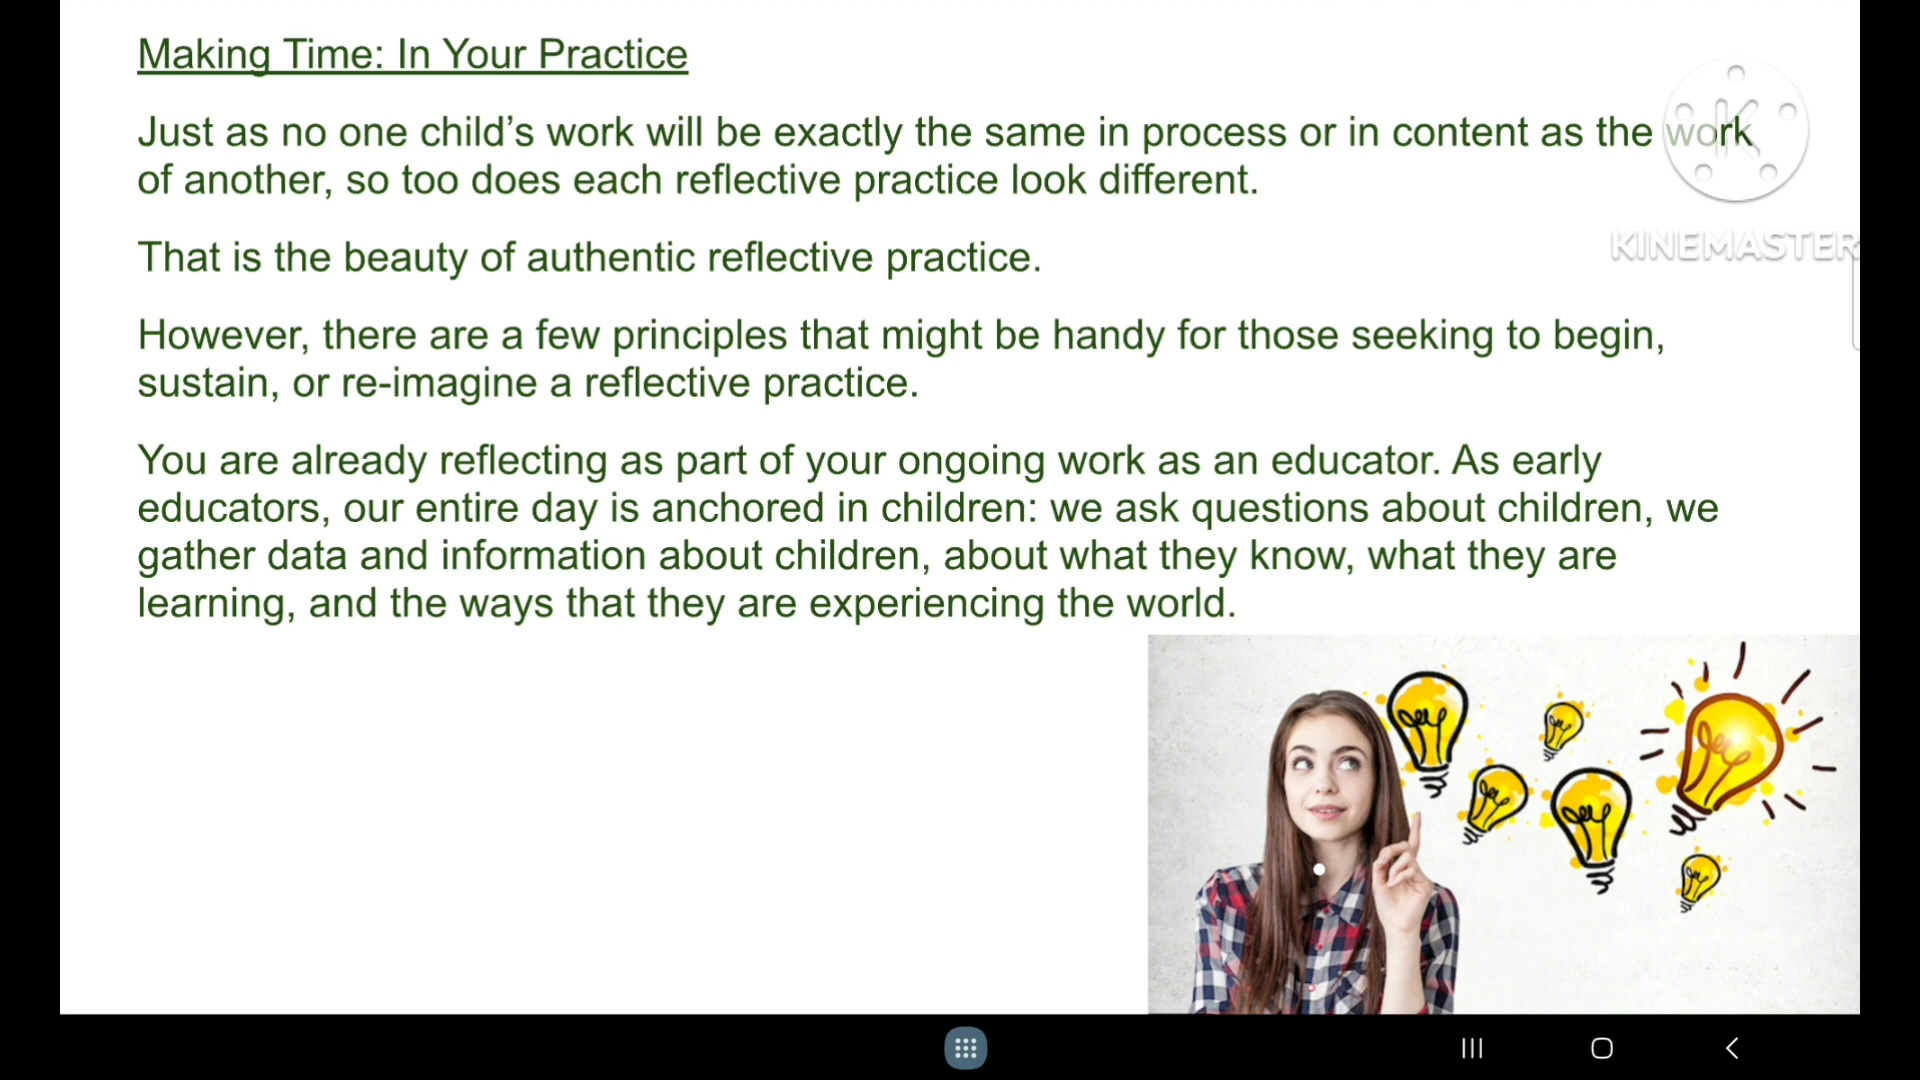 Making Time: In Your Practice
Just as no one child’s work will be exactly the same in process or in content as the work
of another, so too does each reflective practice look different.
That is the beauty of authentic reflective practice.
However, there are a few principles that might be handy for those seeking to begin,
sustain, or re-imagine a reflective practice.
You are already reflecting as part of your ongoing work as an educator. As early
educators, our entire day is anchored in children: we ask questions about children, we
gather data and information about children, about what they know, what they are
learning, and the ways that they are experiencing the world.
K
KINEMASTER